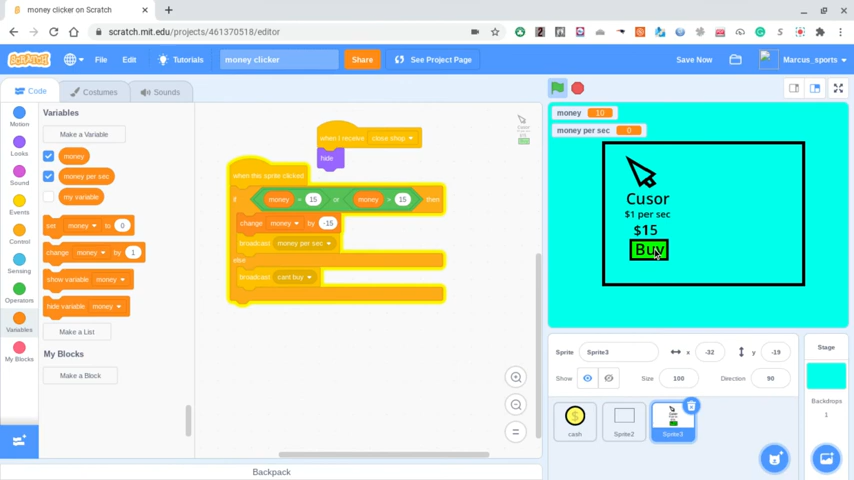 money clicker on Scratch
scratch.mit.edu/projects/461370518/editor
SCRATCH
File
Edit
Tutorials
money clicker
Share
See Project Page
Save Now
Marcus_sports
Code
Costumes
Sounds
Motion
Looks
Sound
Events
Control
Sensing
Operators
Variables
My Blocks
Variables
Make a Variable
money
money per sec
my variable
set money to 0
change money by 1
show variable money
hide variable money
Make a List
My Blocks
Make a Block
when I receive close shop
hide
when this sprite clicked
if money = 15 or money > 15 then
change money by -15
broadcast money per sec
else
broadcast cant buy
money 10
money per sec 0
Cusor
$1 per sec
$15
Buy
Sprite Sprite3 x -32 y -19
Show Size 100 Direction 90
cash
Sprite2
Sprite3
Stage
Backdrops
1
Backpack